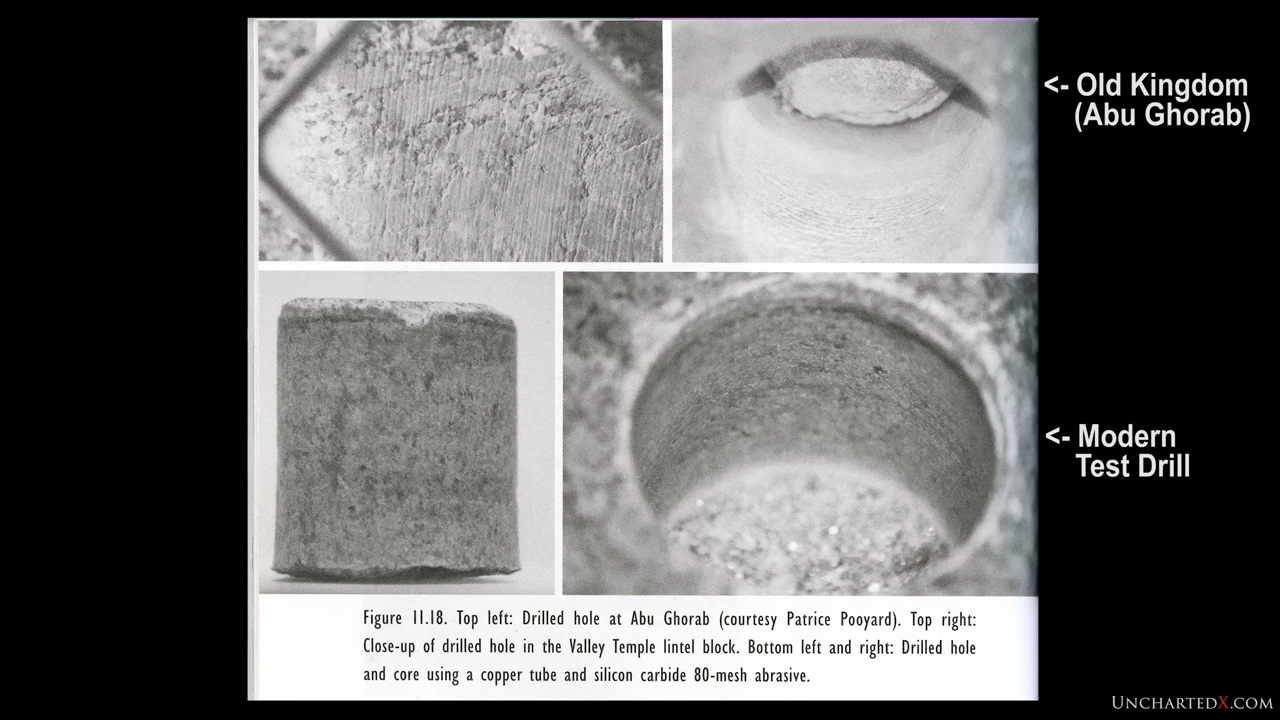 <- Old Kingdom
(Abu Ghorab)
<- Modern
Test Drill
Figure 11.18. Top left: Drilled hole at Abu Ghorab (courtesy Patrice Pooyard). Top right:
Close-up of drilled hole in the Valley Temple lintel block. Bottom left and right: Drilled hole
and core using a copper tube and silicon carbide 80-mesh abrasive.
UNCHARTEDX.COM